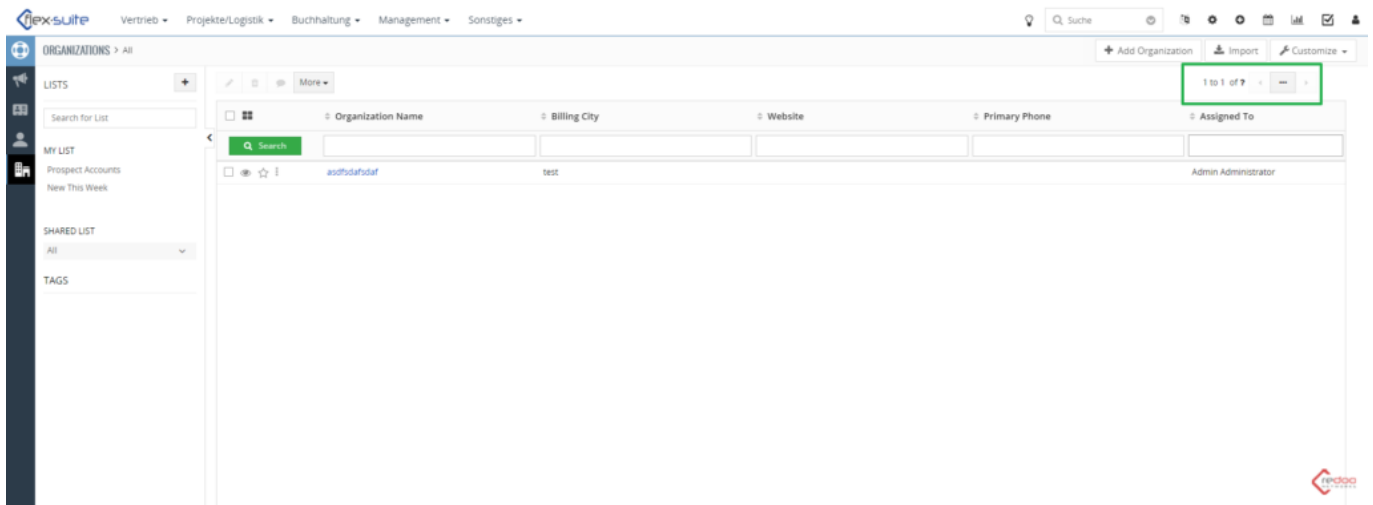 flex-suite Vertrieb Projekte/Logistik Buchhaltung Management Sonstiges Suche
ORGANIZATIONS > All + Add Organization Import Customize
LISTS + More 1 to 1 of ?
Search for List Organization Name Billing City Website Primary Phone Assigned To
MY LIST Search
Prospect Accounts asdfsdafsdaf test Admin Administrator
New This Week
SHARED LIST
All
TAGS
redoo
NETWORKS